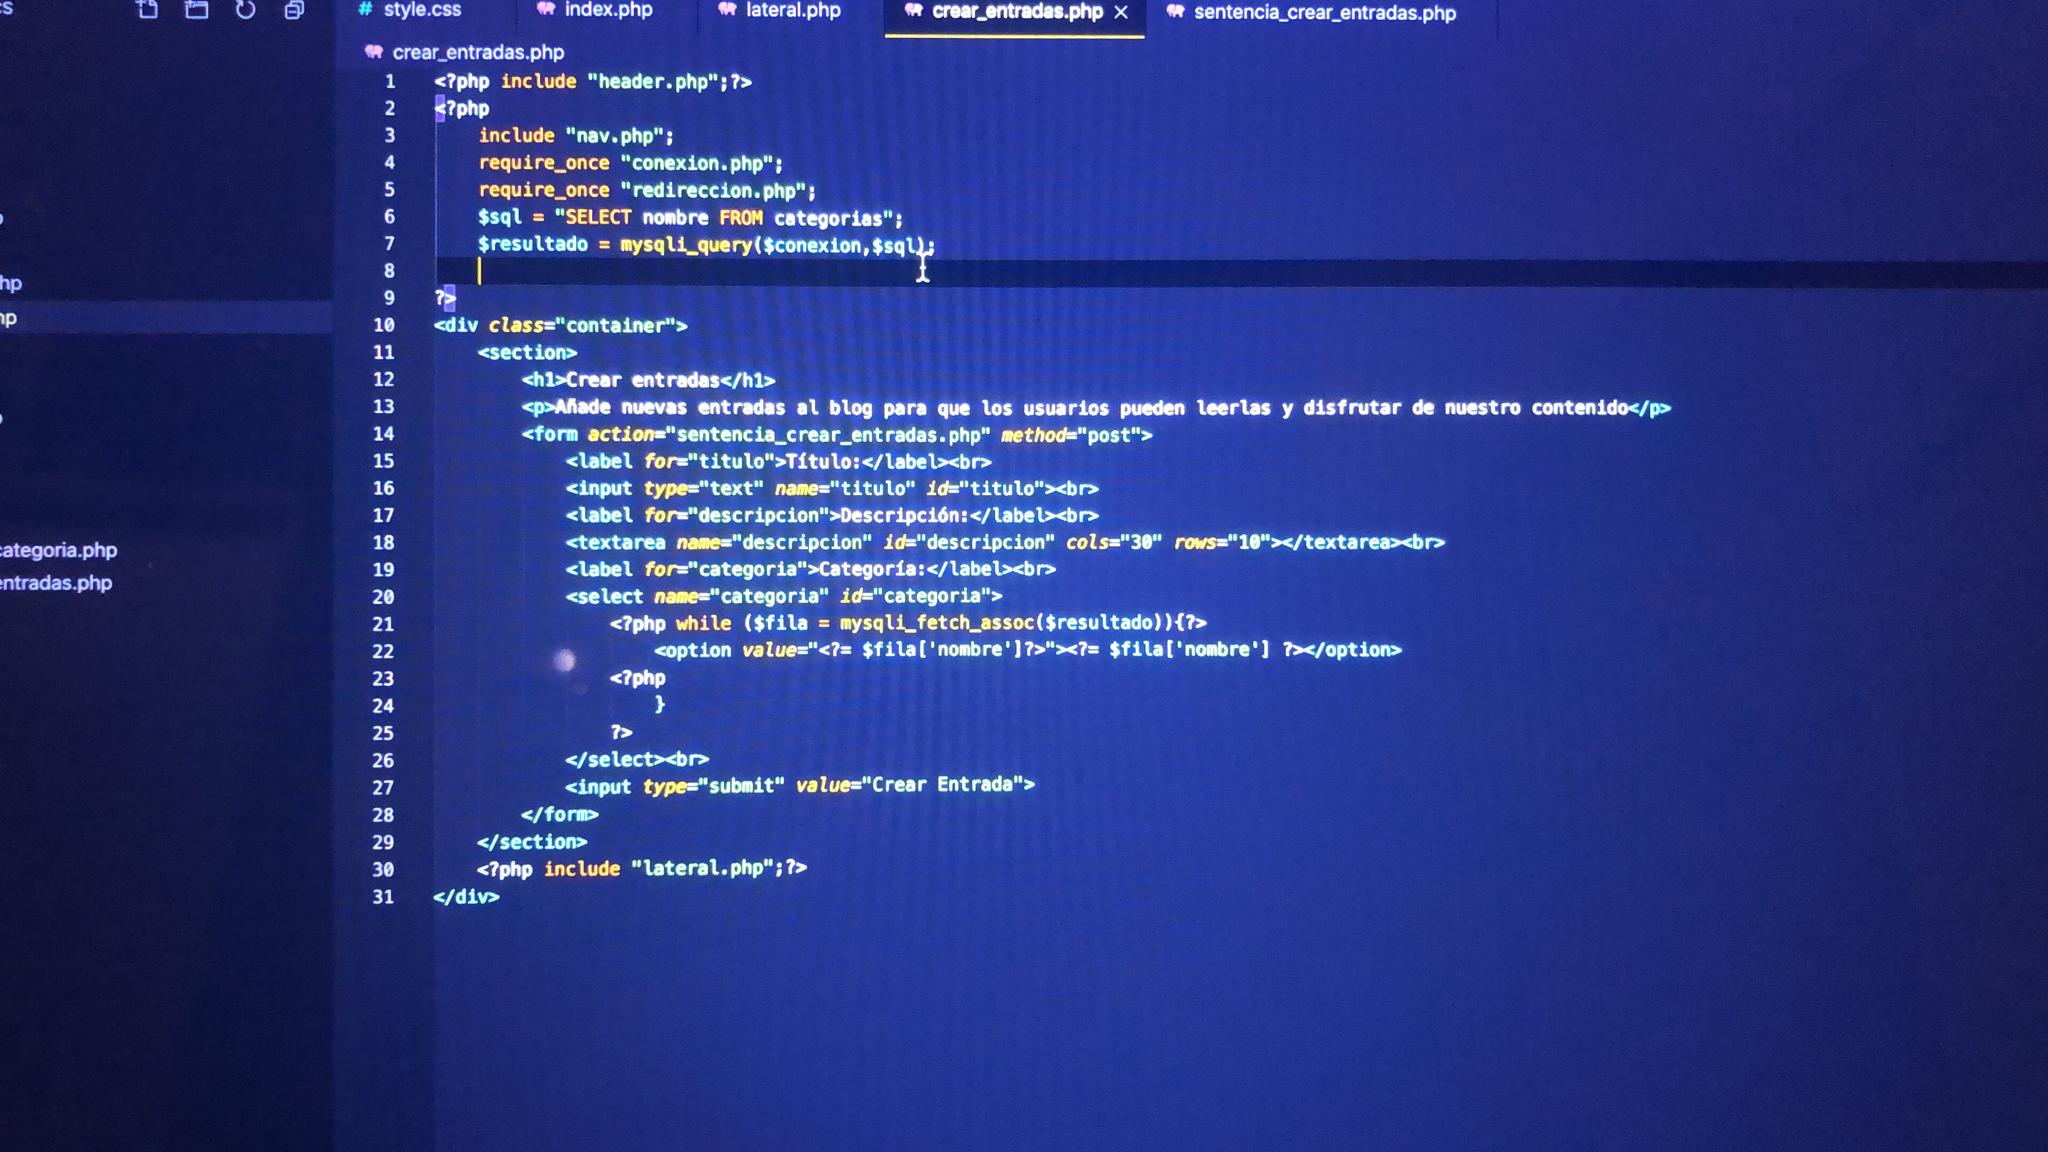 style.css index.php lateral.php crear_entradas.php sentencia_crear_entradas.php
crear_entradas.php
1 <?php include "header.php";?>
2 <?php
3 include "nav.php";
4 require_once "conexion.php";
5 require_once "redireccion.php";
6 $sql = "SELECT nombre FROM categorias";
7 $resultado = mysqli_query($conexion,$sql);
8
9 ?>
10 <div class="container">
11 <section>
12 <h1>Crear entradas</h1>
13 <p>Añade nuevas entradas al blog para que los usuarios pueden leerlas y disfrutar de nuestro contenido</p>
14 <form action="sentencia_crear_entradas.php" method="post">
15 <label for="titulo">Título:</label><br>
16 <input type="text" name="titulo" id="titulo"><br>
17 <label for="descripcion">Descripción:</label><br>
18 <textarea name="descripcion" id="descripcion" cols="30" rows="10"></textarea><br>
19 <label for="categoria">Categoría:</label><br>
20 <select name="categoria" id="categoria">
21 <?php while ($fila = mysqli_fetch_assoc($resultado)){?>
22 <option value="<?= $fila['nombre']?>"><?= $fila['nombre'] ?></option>
23 <?php
24 }
25 ?>
26 </select><br>
27 <input type="submit" value="Crear Entrada">
28 </form>
29 </section>
30 <?php include "lateral.php";?>
31 </div>
hp
categoria.php
entradas.php